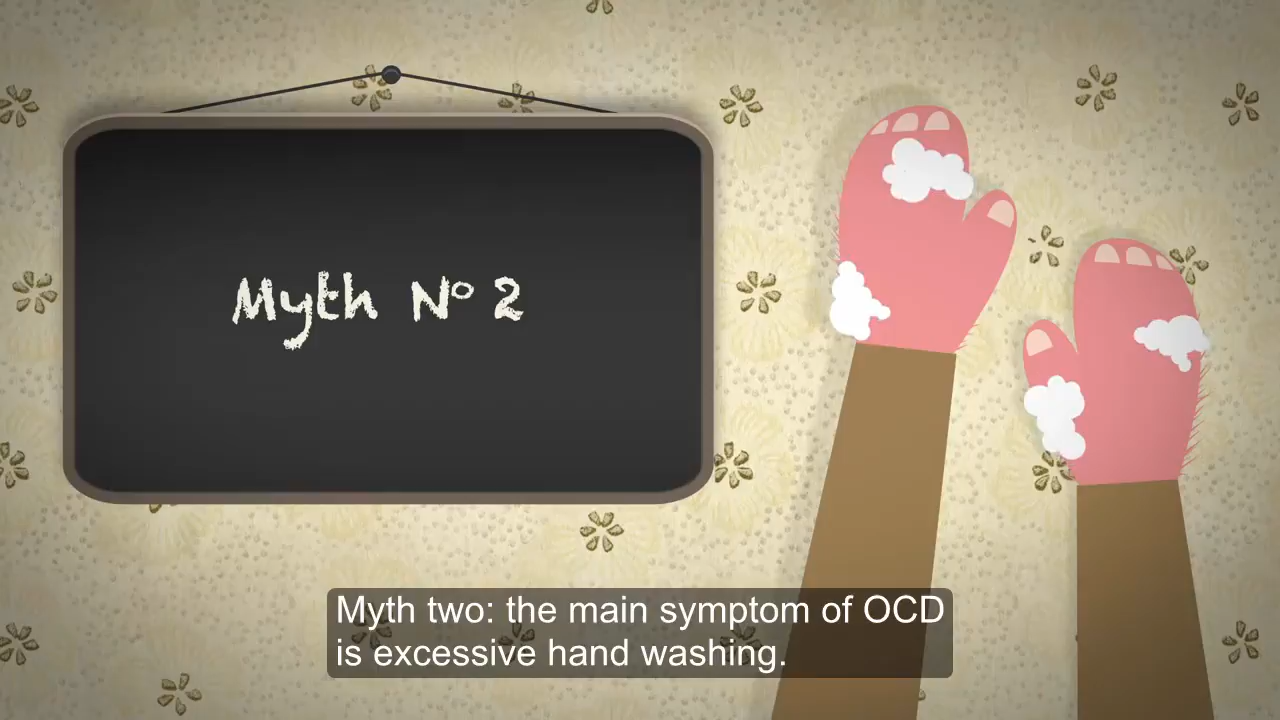 Myth Nº 2
Myth two: the main symptom of OCD
is excessive hand washing.